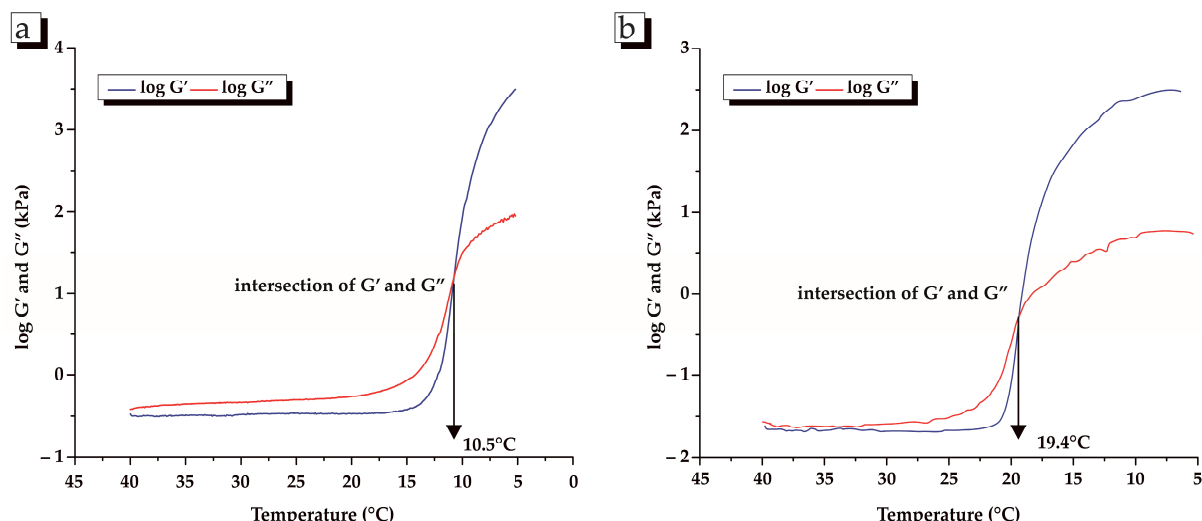 a
log G′ log G″
log G′ and G″ (kPa)
4
3
2
1
0
–1
intersection of G′ and G″
10.5°C
45 40 35 30 25 20 15 10 5 0
Temperature (°C)
b
log G′ log G″
log G′ and G″ (kPa)
3
2
1
0
–1
–2
intersection of G′ and G″
19.4°C
45 40 35 30 25 20 15 10 5
Temperature (°C)